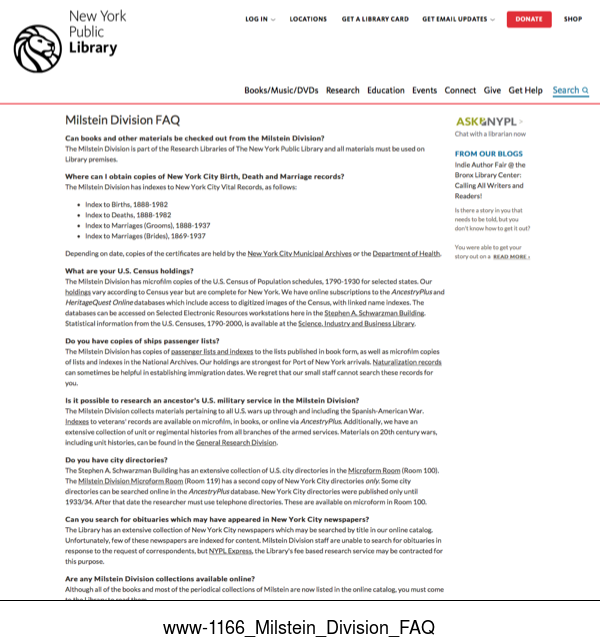 New York
Public
Library
LOG IN
LOCATIONS
GET A LIBRARY CARD
GET EMAIL UPDATES
DONATE
SHOP
Books/Music/DVDs Research Education Events Connect Give Get Help Search
Milstein Division FAQ
Can books and other materials be checked out from the Milstein Division?
The Milstein Division is part of the Research Libraries of The New York Public Library and all materials must be used on
Library premises.
Where can I obtain copies of New York City Birth, Death and Marriage records?
The Milstein Division has indexes to New York City Vital Records, as follows:
• Index to Births, 1888-1982
• Index to Deaths, 1888-1982
• Index to Marriages (Grooms), 1888-1937
• Index to Marriages (Brides), 1869-1937
Depending on date, copies of the certificates are held by the New York City Municipal Archives or the Department of Health.
What are your U.S. Census holdings?
The Milstein Division has microfilm copies of the U.S. Census of Population schedules, 1790-1930 for selected states. Our
holdings vary according to Census year but are complete for New York. We have online subscriptions to the AncestryPlus and
HeritageQuest Online databases which include access to digitized images of the Census, with linked name indexes. The
databases can be accessed on Selected Electronic Resources workstations here in the Stephen A. Schwarzman Building.
Statistical information from the U.S. Censuses, 1790-2000, is available at the Science, Industry and Business Library.
Do you have copies of ships passenger lists?
The Milstein Division has copies of passenger lists and indexes to the lists published in book form, as well as microfilm copies
of lists and indexes in the National Archives. Our holdings are strongest for Port of New York arrivals. Naturalization records
can sometimes be helpful in establishing immigration dates. We regret that our small staff cannot search these records for
you.
Is it possible to research an ancestor's U.S. military service in the Milstein Division?
The Milstein Division collects materials pertaining to all U.S. wars up through and including the Spanish-American War.
Indexes to veterans' records are available on microfilm, in books, or online via AncestryPlus. Additionally, we have an
extensive collection of unit or regimental histories from all branches of the armed services. Materials on 20th century wars,
including unit histories, can be found in the General Research Division.
Do you have city directories?
The Stephen A. Schwarzman Building has an extensive collection of U.S. city directories in the Microform Room (Room 100).
The Milstein Division Microform Room (Room 119) has a second copy of New York City directories only. Some city
directories can be searched online in the AncestryPlus database. New York City directories were published only until
1933/34. After that date the researcher must use telephone directories. These are available on microform in Room 100.
Can you search for obituaries which may have appeared in New York City newspapers?
The Library has an extensive collection of New York City newspapers which may be searched by title in our online catalog.
Unfortunately, few of these newspapers are indexed for content. Milstein Division staff are unable to search for obituaries in
response to the request of correspondents, but NYPL Express, the Library's fee based research service may be contracted for
this purpose.
Are any Milstein Division collections available online?
Although all of the books and most of the periodical collections of Milstein are now listed in the online catalog, you must come
to the Library to read them.
ASK NYPL >
Chat with a librarian now
FROM OUR BLOGS
Indie Author Fair @ the
Bronx Library Center:
Calling All Writers and
Readers!
Is there a story in you that
needs to be told, but you
don't know how to get it out?
You were able to get your
story out on a READ MORE ›
www-1166_Milstein_Division_FAQ